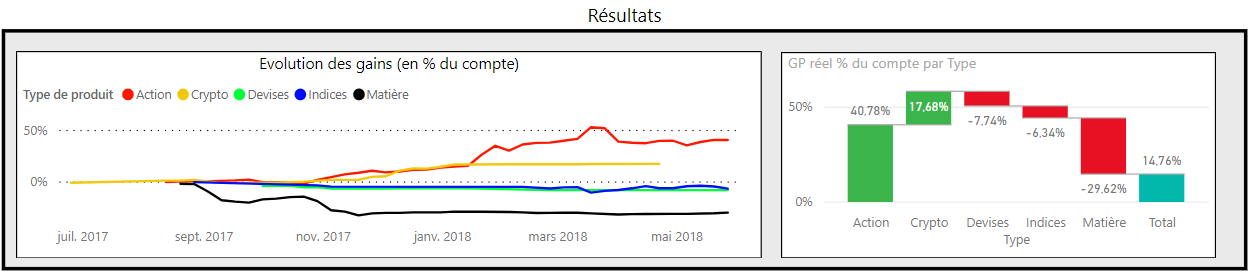 Résultats
Evolution des gains (en % du compte)
Type de produit Action Crypto Devises Indices Matière
50%
0%
juil. 2017 sept. 2017 nov. 2017 janv. 2018 mars 2018 mai 2018
GP réel % du compte par Type
50%
0%
40,78% 17,68% -7,74% -6,34% -29,62% 14,76%
Action Crypto Devises Indices Matière Total
Type